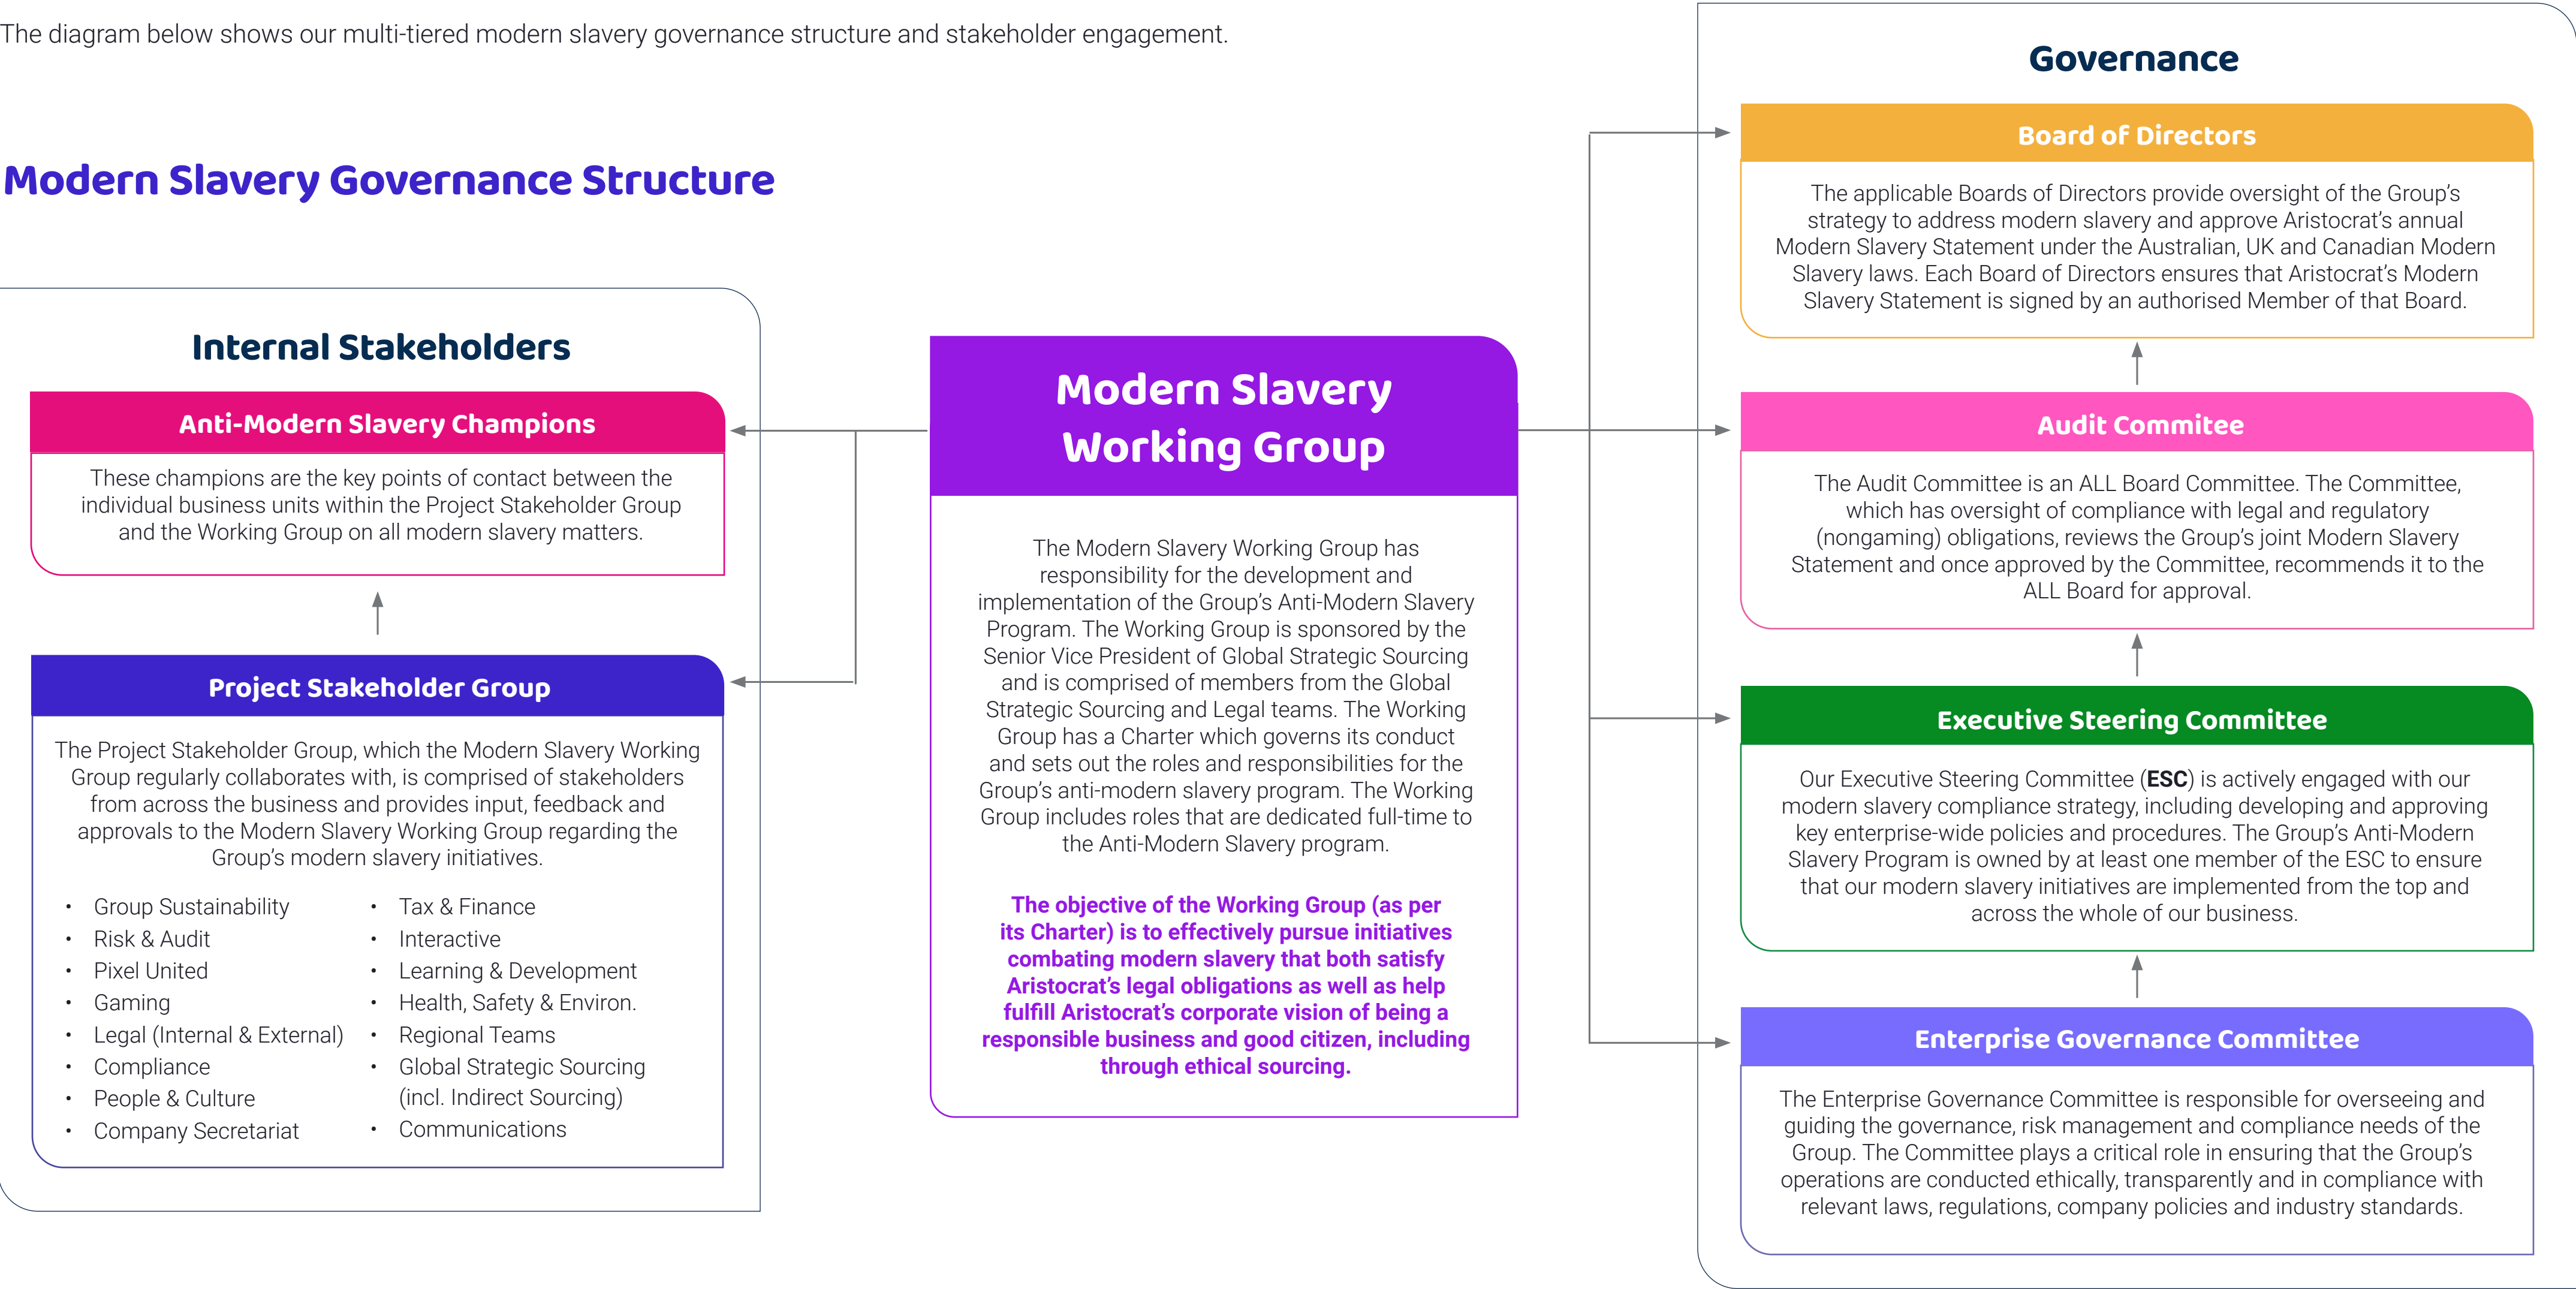 The diagram below shows our multi-tiered modern slavery governance structure and stakeholder engagement.
Modern Slavery Governance Structure
Internal Stakeholders
Anti-Modern Slavery Champions
These champions are the key points of contact between the
individual business units within the Project Stakeholder Group
and the Working Group on all modern slavery matters.
Project Stakeholder Group
The Project Stakeholder Group, which the Modern Slavery Working
Group regularly collaborates with, is comprised of stakeholders
from across the business and provides input, feedback and
approvals to the Modern Slavery Working Group regarding the
Group’s modern slavery initiatives.
• Group Sustainability
• Risk & Audit
• Pixel United
• Gaming
• Legal (Internal & External)
• Compliance
• People & Culture
• Company Secretariat
• Tax & Finance
• Interactive
• Learning & Development
• Health, Safety & Environ.
• Regional Teams
• Global Strategic Sourcing
(incl. Indirect Sourcing)
• Communications
Modern Slavery
Working Group
The Modern Slavery Working Group has
responsibility for the development and
implementation of the Group’s Anti-Modern Slavery
Program. The Working Group is sponsored by the
Senior Vice President of Global Strategic Sourcing
and is comprised of members from the Global
Strategic Sourcing and Legal teams. The Working
Group has a Charter which governs its conduct
and sets out the roles and responsibilities for the
Group’s anti-modern slavery program. The Working
Group includes roles that are dedicated full-time to
the Anti-Modern Slavery program.
The objective of the Working Group (as per
its Charter) is to effectively pursue initiatives
combating modern slavery that both satisfy
Aristocrat’s legal obligations as well as help
fulfill Aristocrat’s corporate vision of being a
responsible business and good citizen, including
through ethical sourcing.
Governance
Board of Directors
The applicable Boards of Directors provide oversight of the Group’s
strategy to address modern slavery and approve Aristocrat’s annual
Modern Slavery Statement under the Australian, UK and Canadian Modern
Slavery laws. Each Board of Directors ensures that Aristocrat’s Modern
Slavery Statement is signed by an authorised Member of that Board.
Audit Commitee
The Audit Committee is an ALL Board Committee. The Committee,
which has oversight of compliance with legal and regulatory
(nongaming) obligations, reviews the Group’s joint Modern Slavery
Statement and once approved by the Committee, recommends it to the
ALL Board for approval.
Executive Steering Committee
Our Executive Steering Committee (ESC) is actively engaged with our
modern slavery compliance strategy, including developing and approving
key enterprise-wide policies and procedures. The Group’s Anti-Modern
Slavery Program is owned by at least one member of the ESC to ensure
that our modern slavery initiatives are implemented from the top and
across the whole of our business.
Enterprise Governance Committee
The Enterprise Governance Committee is responsible for overseeing and
guiding the governance, risk management and compliance needs of the
Group. The Committee plays a critical role in ensuring that the Group’s
operations are conducted ethically, transparently and in compliance with
relevant laws, regulations, company policies and industry standards.